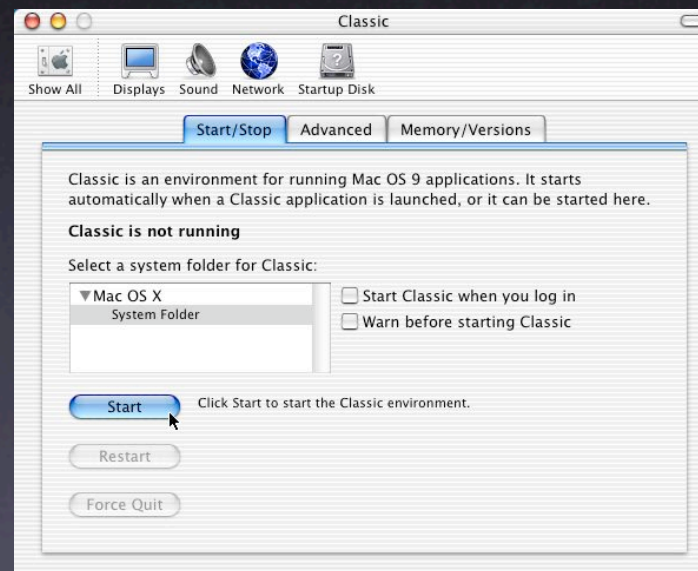 Classic
Show All Displays Sound Network Startup Disk
Start/Stop Advanced Memory/Versions
Classic is an environment for running Mac OS 9 applications. It starts
automatically when a Classic application is launched, or it can be started here.
Classic is not running
Select a system folder for Classic:
Mac OS X
System Folder
Start Classic when you log in
Warn before starting Classic
Start
Click Start to start the Classic environment.
Restart
Force Quit